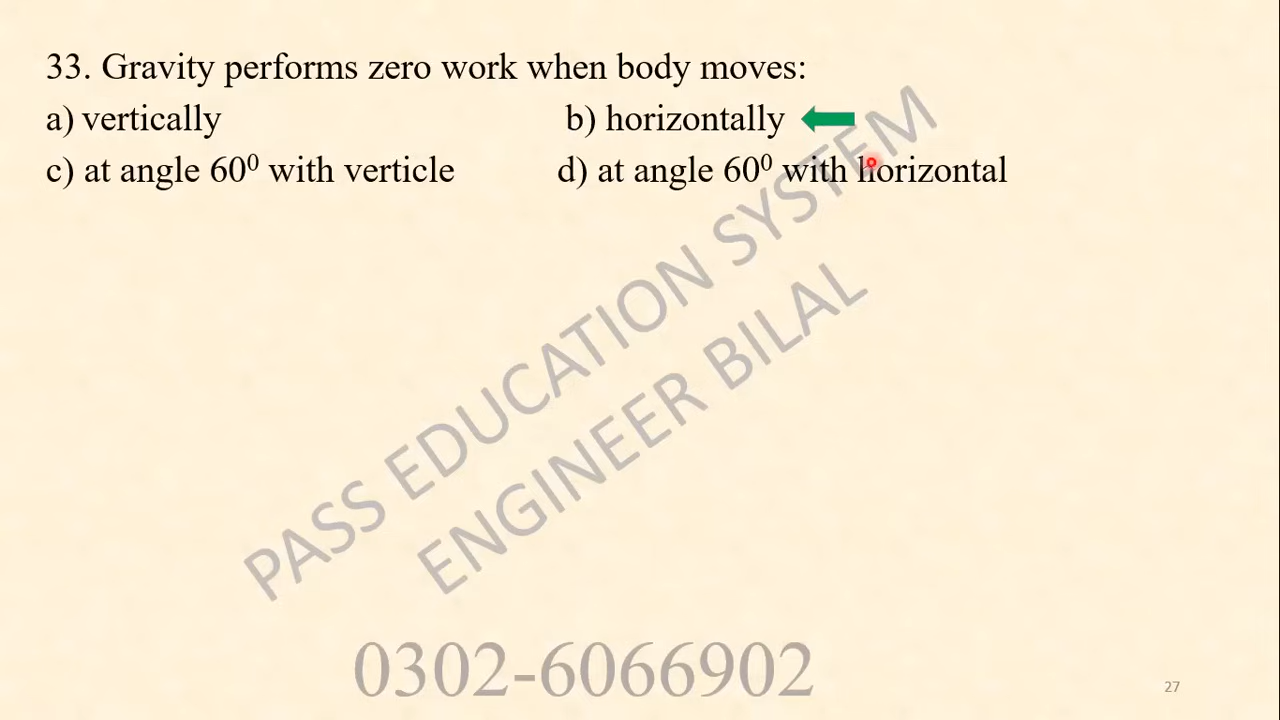 33. Gravity performs zero work when body moves:
a) vertically b) horizontally
c) at angle 60⁰ with verticle d) at angle 60⁰ with horizontal
PASS EDUCATION SYSTEM
ENGINEER BILAL
0302-6066902
27